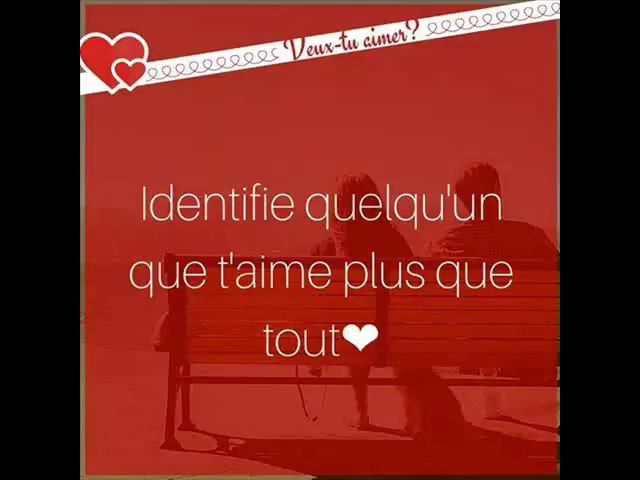 Veux-tu aimer?
Identifie quelqu'un
que t'aime plus que
tout❤